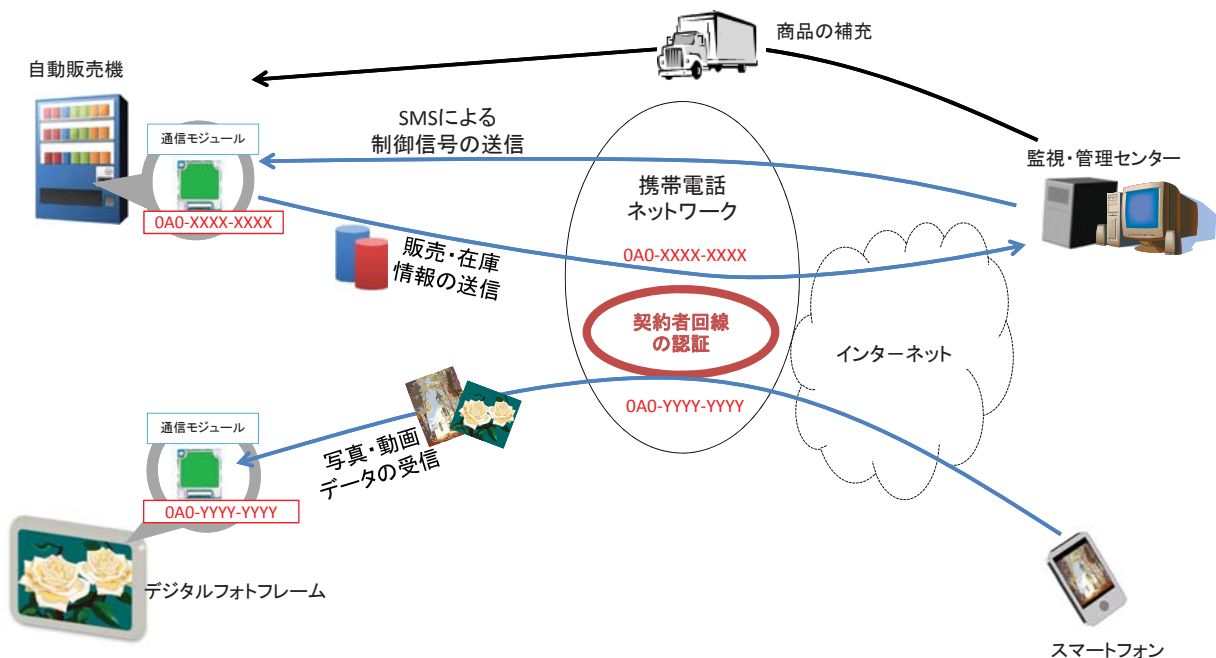 商品の補充
自動販売機
通信モジュール
0A0-XXXX-XXXX
SMSによる
制御信号の送信
監視・管理センター
携帯電話
ネットワーク
0A0-XXXX-XXXX
販売・在庫
情報の送信
契約者回線
の認証
インターネット
0A0-YYYY-YYYY
通信モジュール
0A0-YYYY-YYYY
写真・動画
データの受信
デジタルフォトフレーム
スマートフォン